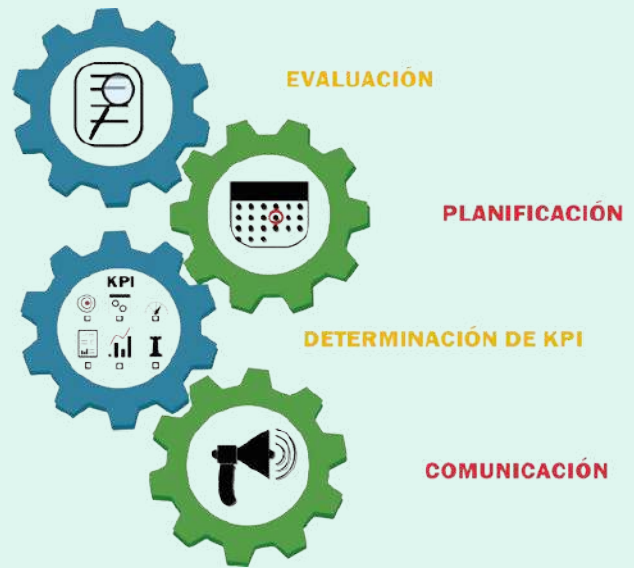 EVALUACIÓN
PLANIFICACIÓN
KPI
DETERMINACIÓN DE KPI
COMUNICACIÓN